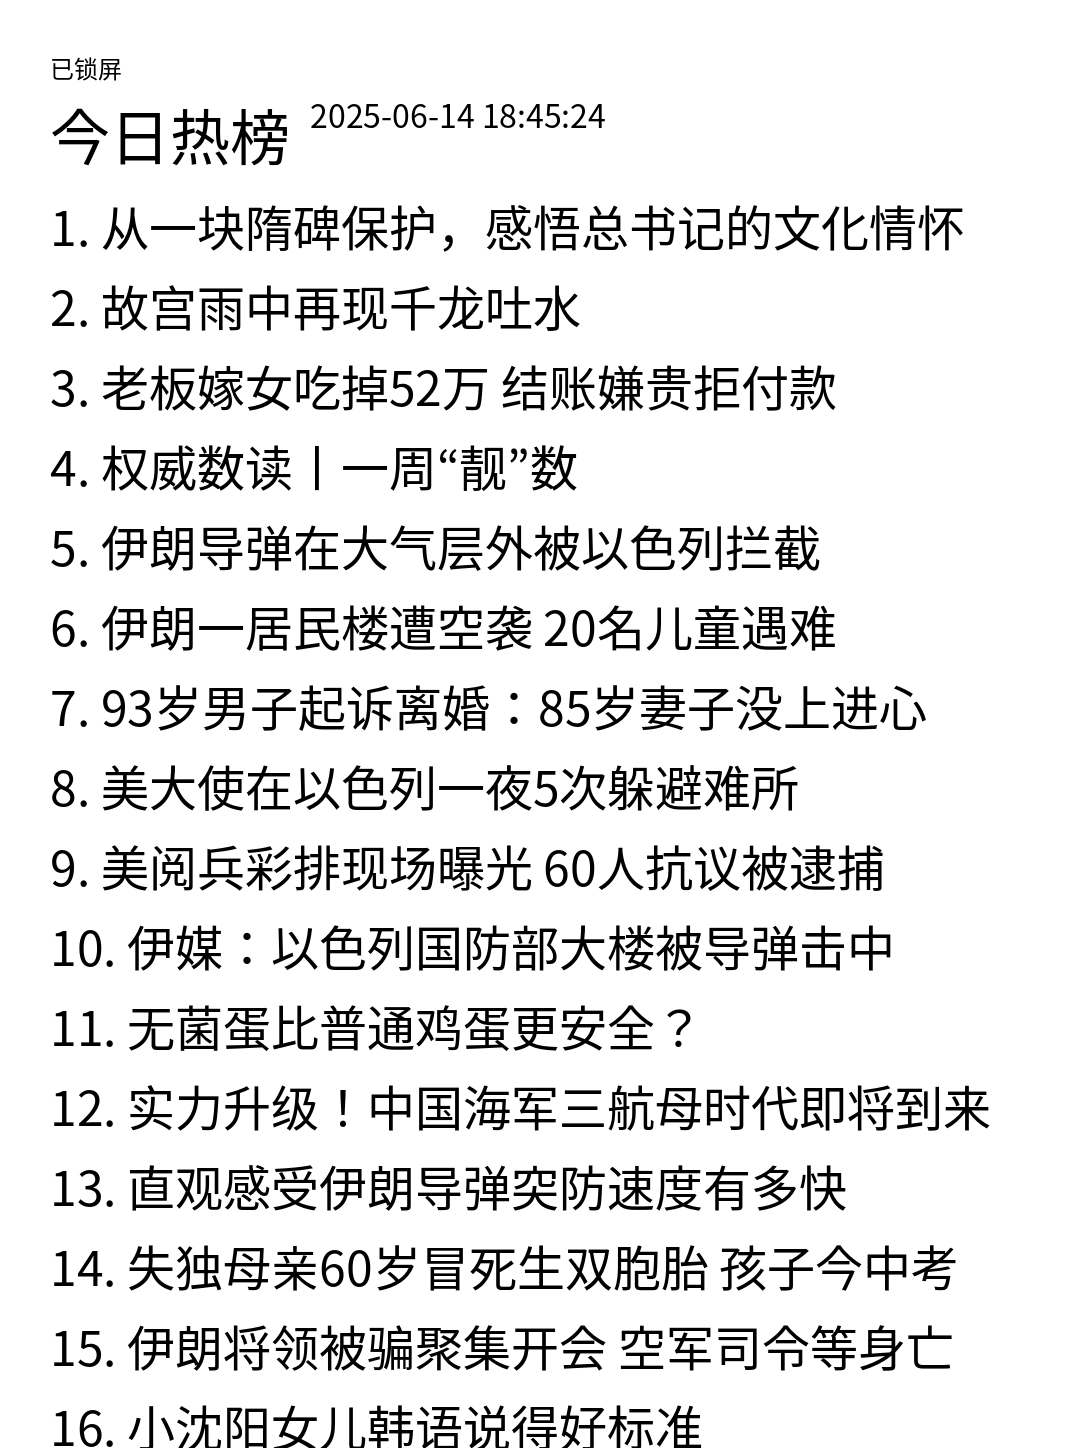 已锁屏
今日热榜 2025-06-14 18:45:24
1. 从一块隋碑保护，感悟总书记的文化情怀
2. 故宫雨中再现千龙吐水
3. 老板嫁女吃掉52万 结账嫌贵拒付款
4. 权威数读丨一周“靓”数
5. 伊朗导弹在大气层外被以色列拦截
6. 伊朗一居民楼遭空袭 20名儿童遇难
7. 93岁男子起诉离婚：85岁妻子没上进心
8. 美大使在以色列一夜5次躲避难所
9. 美阅兵彩排现场曝光 60人抗议被逮捕
10. 伊媒：以色列国防部大楼被导弹击中
11. 无菌蛋比普通鸡蛋更安全？
12. 实力升级！中国海军三航母时代即将到来
13. 直观感受伊朗导弹突防速度有多快
14. 失独母亲60岁冒死生双胞胎 孩子今中考
15. 伊朗将领被骗聚集开会 空军司令等身亡
16. 小沈阳女儿韩语说得好标准